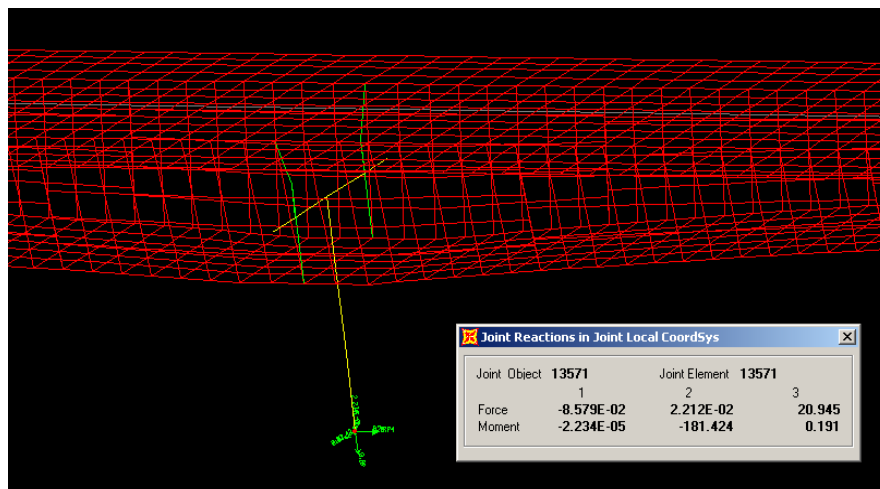 Joint Reactions in Joint Local CoordSys
Joint Object 13571 Joint Element 13571
1 2 3
Force -8.579E-02 2.212E-02 20.945
Moment -2.234E-05 -181.424 0.191